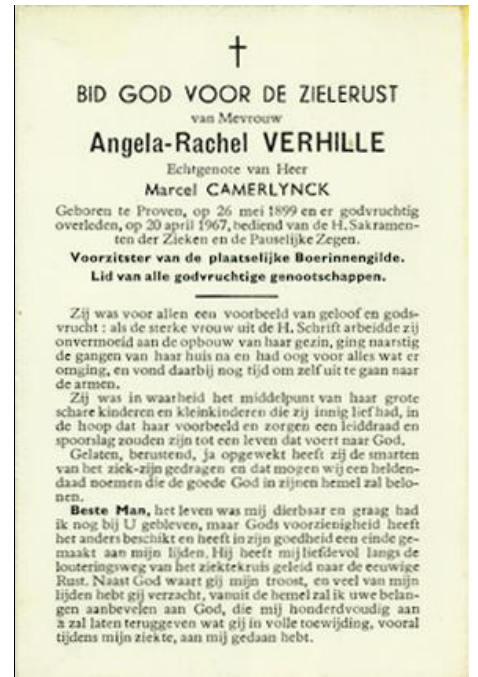 BID GOD VOOR DE ZIELERUST
van Mevrouw
Angela-Rachel VERHILLE
Echtgenote van Heer
Marcel CAMERLYNCK
Geboren te Proven, op 26 mei 1899 en er godvruchtig
overleden, op 20 april 1967, bediend van de H. Sakramen-
ten der Zieken en de Pauselijke Zegen.
Voorzitster van de plaatselijke Boerinnengilde.
Lid van alle godvruchtige genootschappen.
Zij was voor allen een voorbeeld van geloof en gods-
vrucht : als de sterke vrouw uit de H. Schrift arbeidde zij
onvermoeid aan de opbouw van haar gezin, ging naarstig
de gangen van haar huis na en had oog voor alles wat er
omging, en vond daarbij nog tijd om zelf uit te gaan naar
de armen.
Zij was in waarheid het middelpunt van haar grote
schare kinderen en kleinkinderen die zij innig lief had, in
de hoop dat haar voorbeeld en zorgen een leiddraad en
spoorslag zouden zijn tot een leven dat voert naar God.
Gelaten, berustend, ja opgewekt heeft zij de smarten
van het ziek-zijn gedragen en dat mogen wij een helden-
daad noemen die de goede God in zijnen hemel zal belo-
nen.
Beste Man, het leven was mij dierbaar en graag had
ik nog bij U gebleven, maar Gods voorzienigheid heeft
het anders beschikt en heeft in zijn goedheid een einde ge-
maakt aan mijn lijden. Hij heeft mij liefdevol langs de
louteringsweg van het ziektekruis geleid naar de eeuwige
Rust. Naast God waart gij mijn troost, en veel van mijn
lijden hebt gij verzacht, vanuit de hemel zal ik uwe belan-
gen aanbevelen aan God, die mij honderdvoudig aan
u zal laten teruggeven wat gij in volle toewijding, vooral
tijdens mijn ziekte, aan mij gedaan hebt.